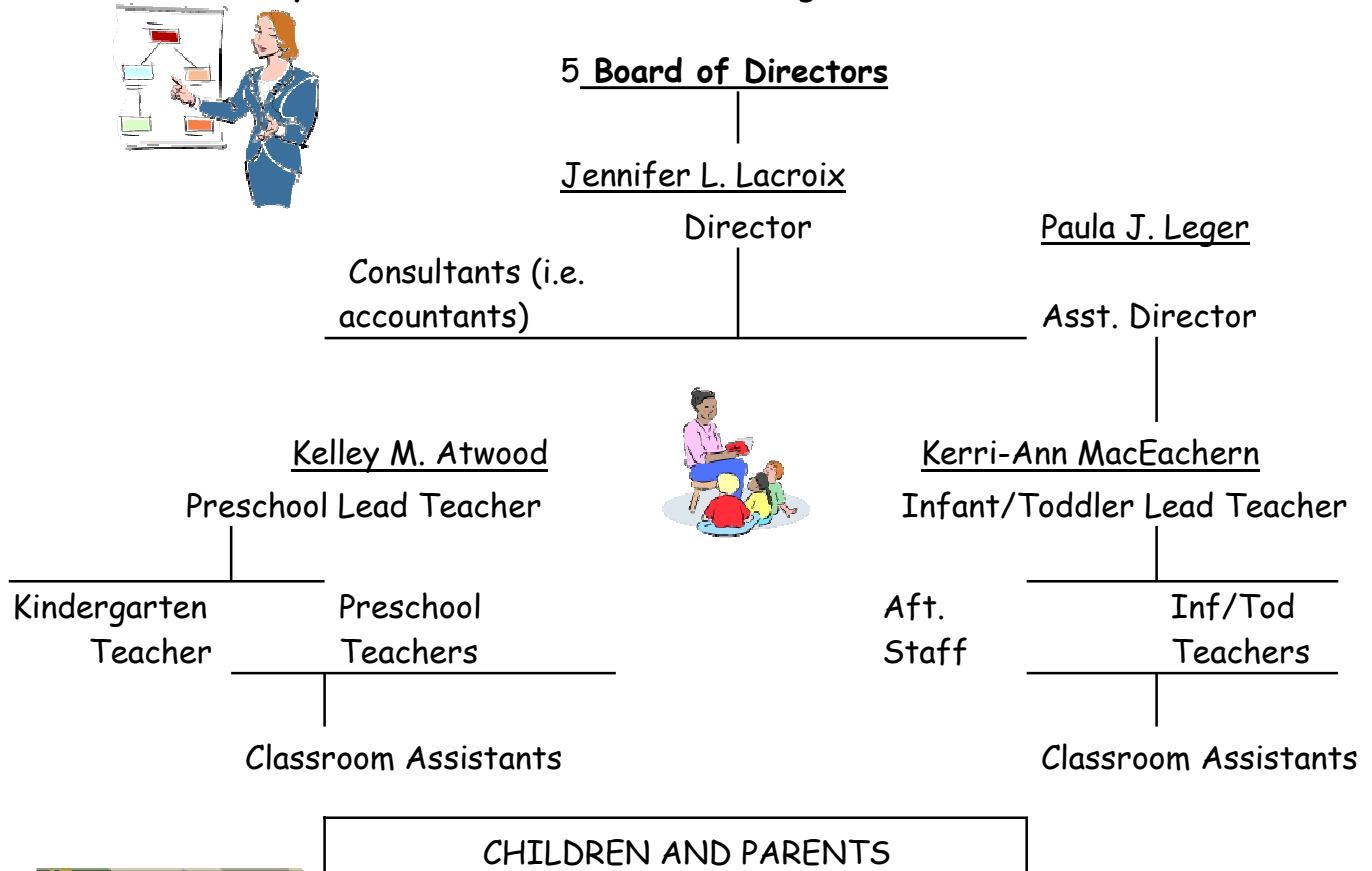 5 Board of Directors
Jennifer L. Lacroix
Director
Paula J. Leger
Consultants (i.e.
accountants)
Asst. Director
Kelley M. Atwood
Preschool Lead Teacher
Kerri-Ann MacEachern
Infant/Toddler Lead Teacher
Kindergarten
Teacher
Preschool
Teachers
Aft.
Staff
Inf/Tod
Teachers
Classroom Assistants
Classroom Assistants
CHILDREN AND PARENTS